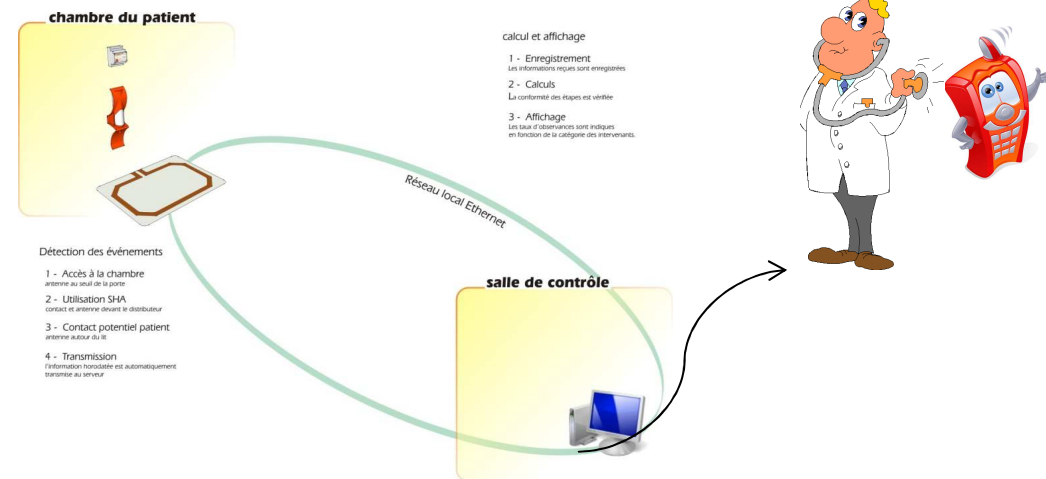 chambre du patient
Détection des événements
1 - Accès à la chambre
antenne au seuil de la porte
2 - Utilisation SHA
contact et antenne devant le distributeur
3 - Contact potentiel patient
antenne autour du lit
4 - Transmission
l'information horodatée est automatiquement
transmise au serveur
Réseau local Ethernet
calcul et affichage
1 - Enregistrement
Les informations reçues sont enregistrées
2 - Calculs
La conformité des étapes est vérifiée
3 - Affichage
Les taux d'observances sont indiques
en fonction de la catégorie des intervenants.
salle de contrôle